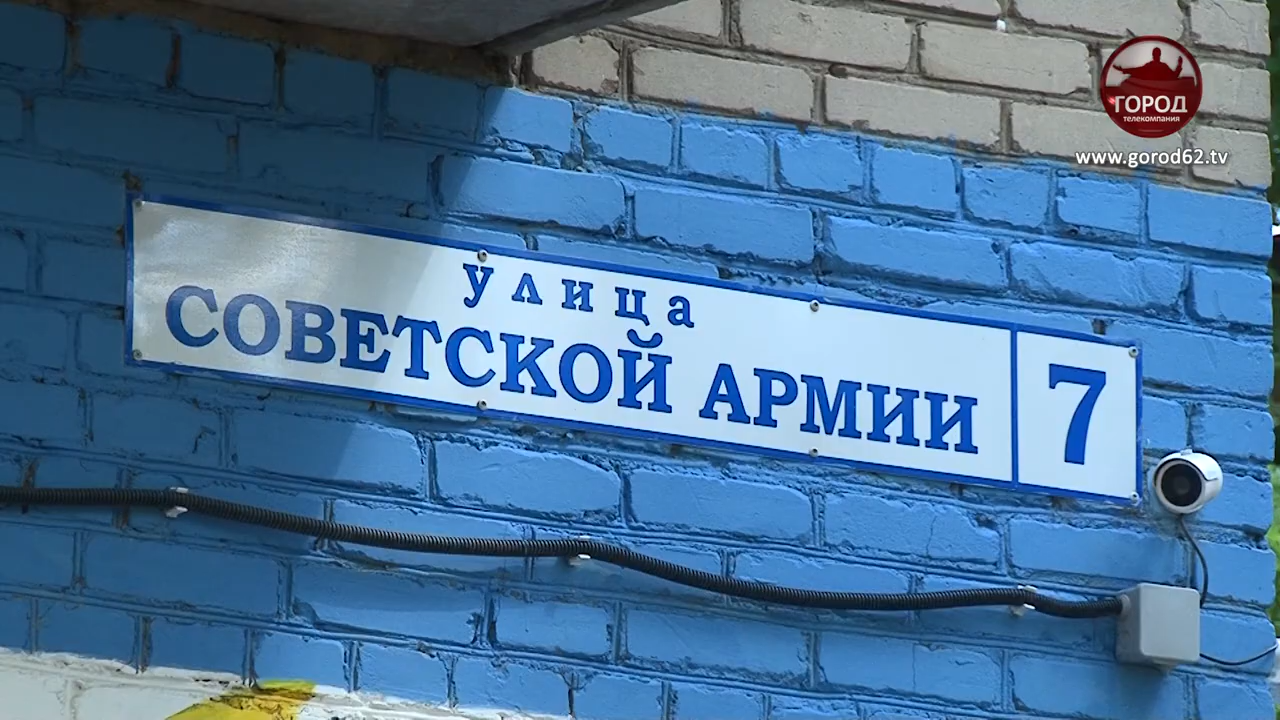 ГОРОД
телекомпания
www.gorod62.tv
улица
СОВЕТСКОЙ АРМИИ
7